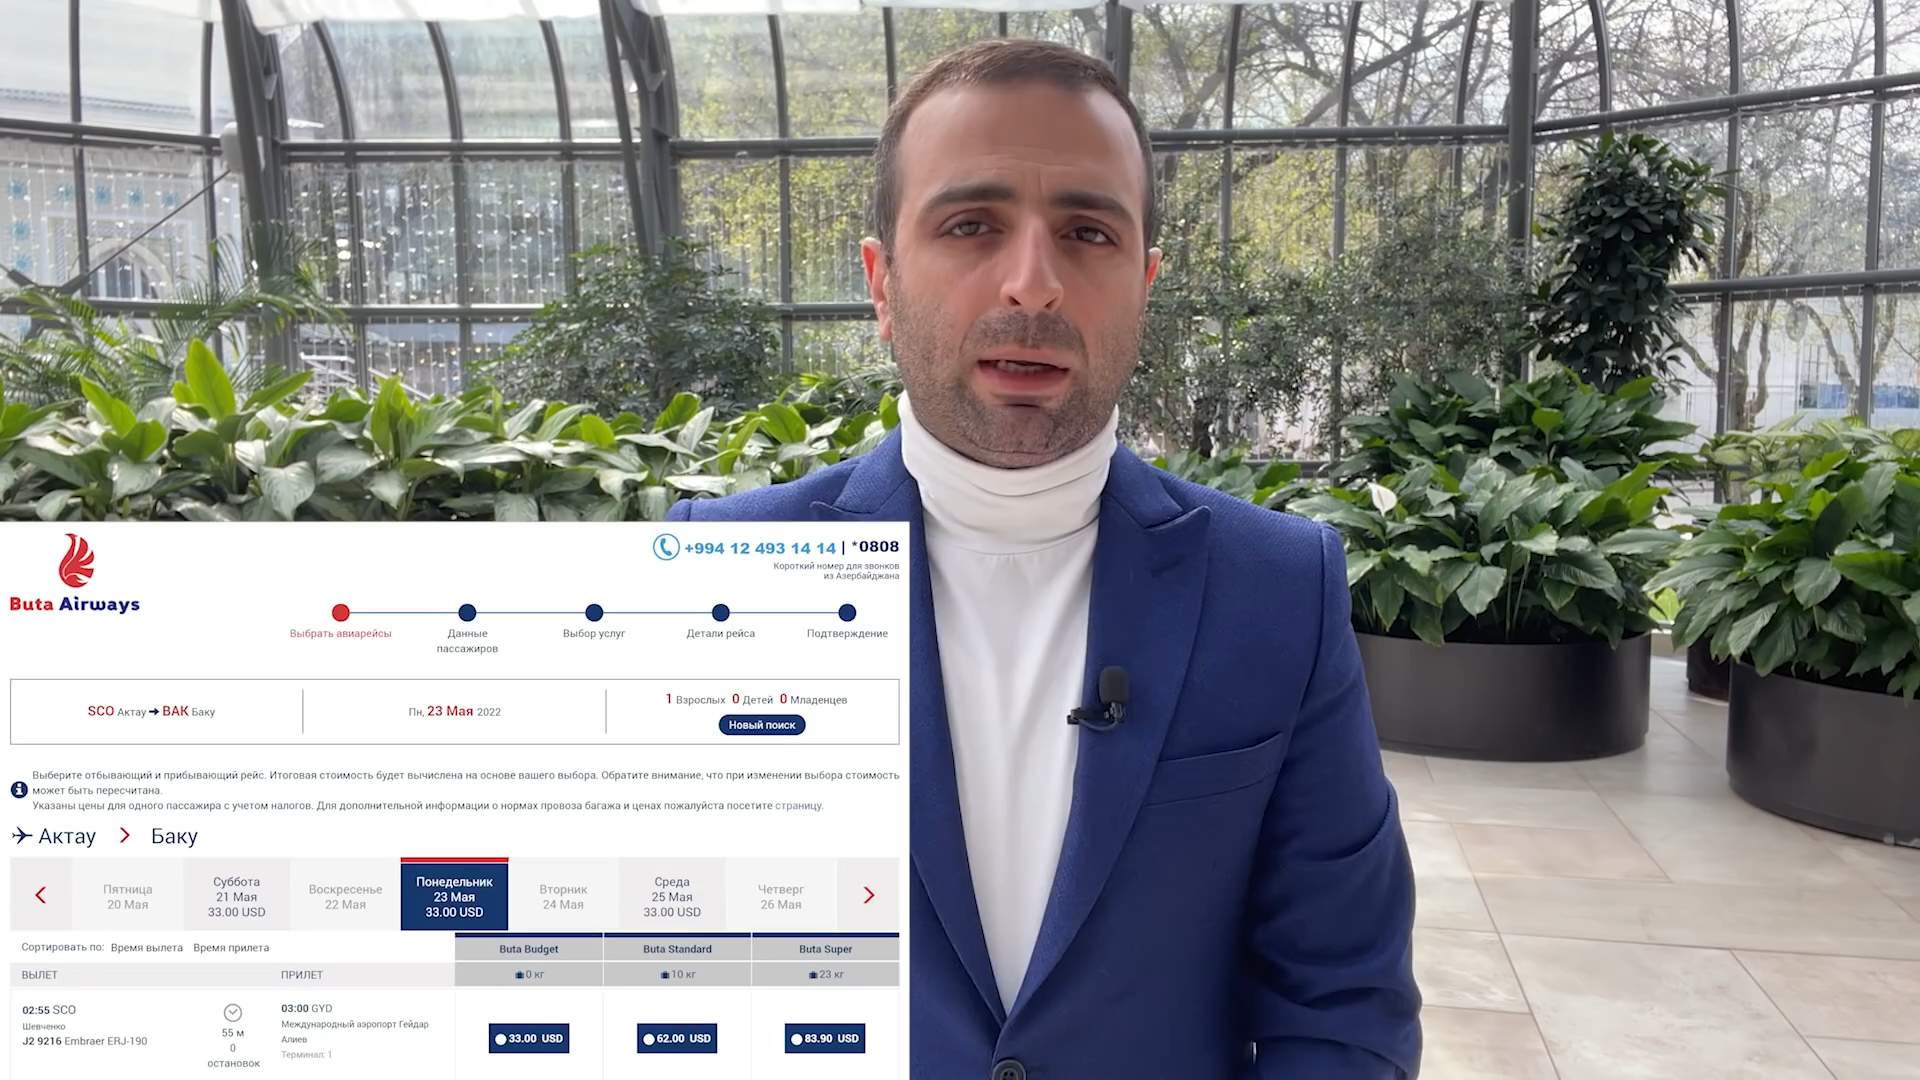 Buta Airways
+994 12 493 14 14 | *0808
Короткий номер для звонков
из Азербайджана
Выбрать авиарейсы
Данные
пассажиров
Выбор услуг
Детали рейса
Подтверждение
SCO Актау BAK Баку
Пн, 23 Мая 2022
1 Взрослых 0 Детей 0 Младенцев
Новый поиск
Выберите отбывающий и прибывающий рейс. Итоговая стоимость будет вычислена на основе вашего выбора. Обратите внимание, что при изменении выбора стоимость
может быть пересчитана.
Указаны цены для одного пассажира с учетом налогов. Для дополнительной информации о нормах провоза багажа и ценах пожалуйста посетите страницу.
Актау > Баку
Пятница
20 Мая
Суббота
21 Мая
33.00 USD
Воскресенье
22 Мая
Понедельник
23 Мая
33.00 USD
Вторник
24 Мая
Среда
25 Мая
33.00 USD
Четверг
26 Мая
Сортировать по: Время вылета Время прилета
Buta Budget
Buta Standard
Buta Super
ВЫЛЕТ
ПРИЛЕТ
0 кг
10 кг
23 кг
02:55 SCO
Шевченко
J2 9216 Embraer ERJ-190
55 м
0
остановок
03:00 GYD
Международный аэропорт Гейдар
Алиев
Терминал: 1
33.00 USD
62.00 USD
83.90 USD